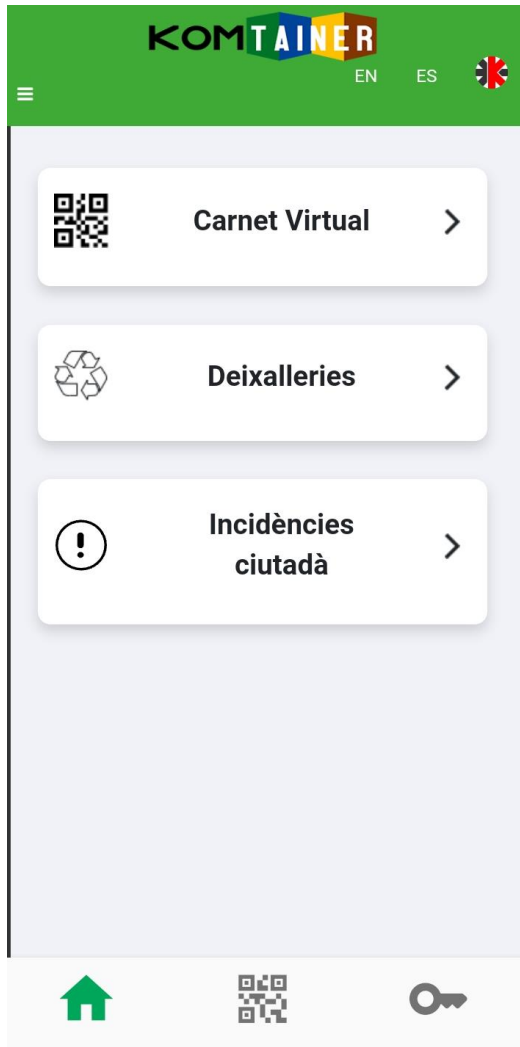 KOMTAINER
EN ES
Carnet Virtual
Deixalleries
Incidències
ciutadà